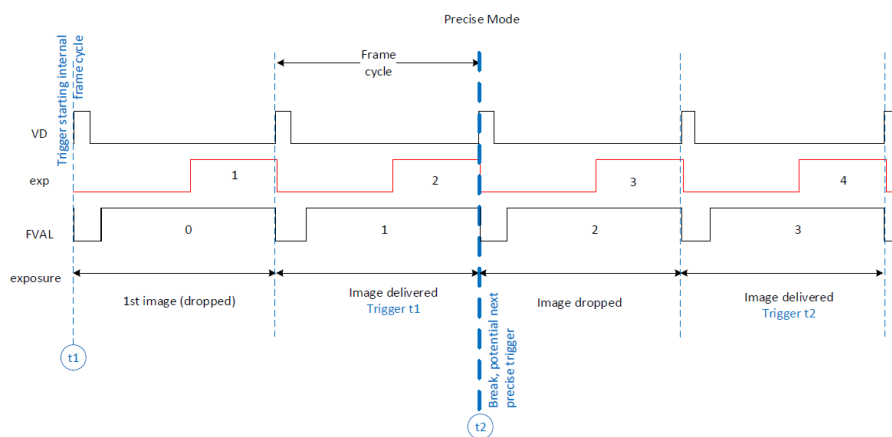 Precise Mode
Trigger starting internal
frame cycle
Frame
cycle
VD
exp
1
2
3
4
FVAL
0
1
2
3
exposure
1st image (dropped)
Image delivered
Trigger t1
Image dropped
Image delivered
Trigger t2
Break, potential next
precise trigger
t1
t2